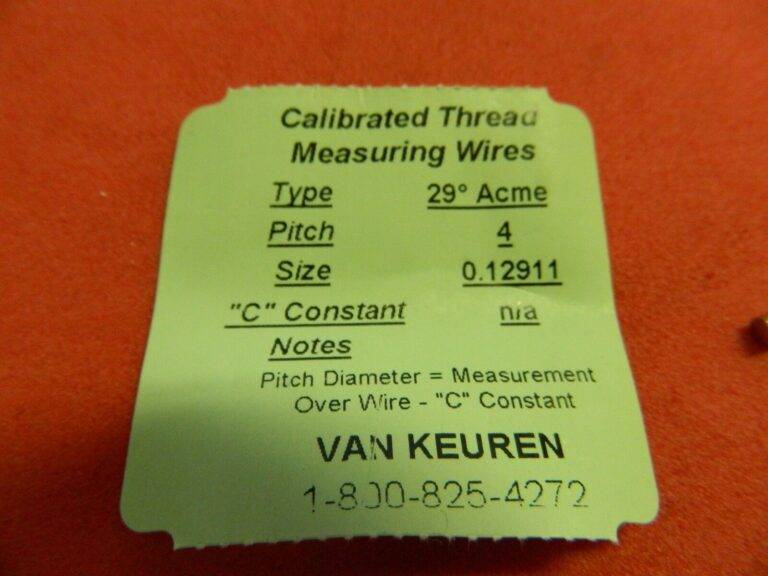 Calibrated Thread
Measuring Wires
Type 29° Acme
Pitch 4
Size 0.12911
"C" Constant n/a
Notes
Pitch Diameter = Measurement
Over Wire - "C" Constant
VAN KEUREN
1-800-825-4272